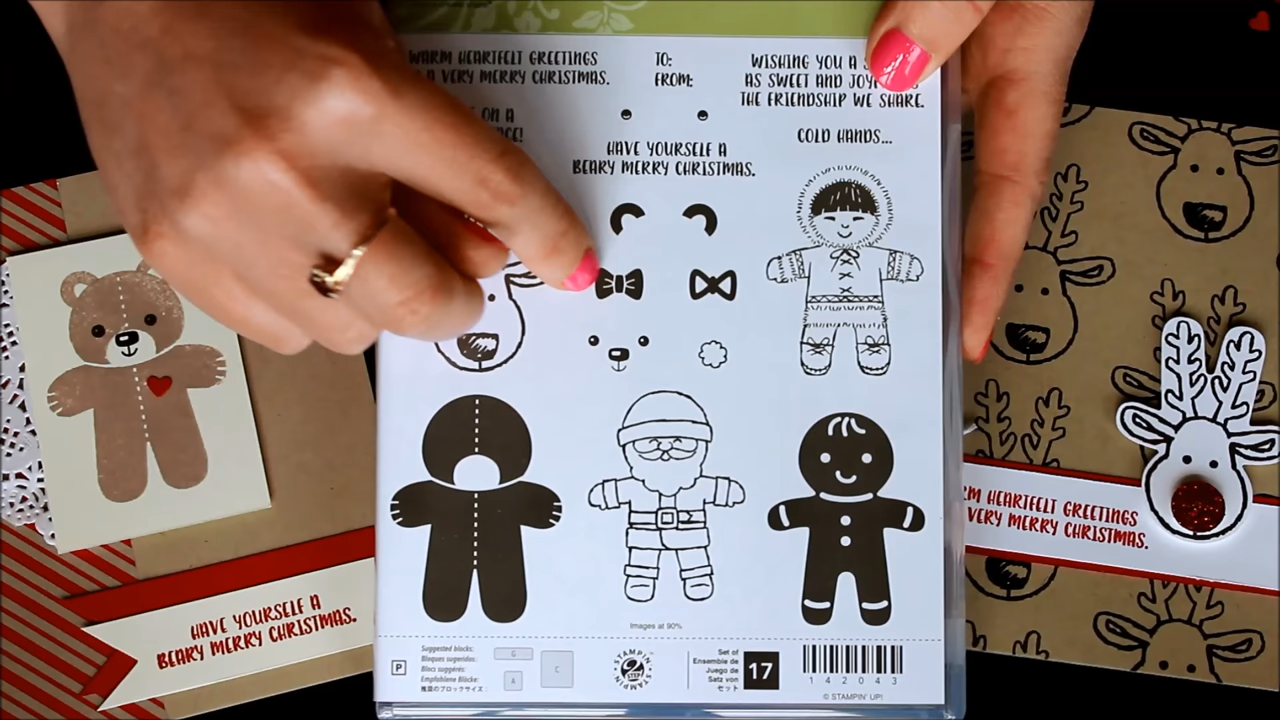 WARM HEARTFELT GREETINGS
A VERY MERRY CHRISTMAS.
TO:
FROM:
WISHING YOU A
AS SWEET AND
THE FRIENDSHIP WE SHARE.
ON A
HAVE YOURSELF A
BEARY MERRY CHRISTMAS.
COLD HANDS...
HAVE YOURSELF A
BEARY MERRY CHRISTMAS.
HEARTFELT GREETINGS
VERY MERRY CHRISTMAS.
Images at 90%
P
Suggested blocks:
Bloques sugeridos:
Blocs suggérés:
Empfohlene Blöcke:
推奨のブロックサイズ:
G
A
C
STAMPIN'
2
STEP
STAMPIN'
Set of
Ensemble de
Juego de
Satz von
セット
17
1 4 2 0 4 3
© STAMPIN' UP!